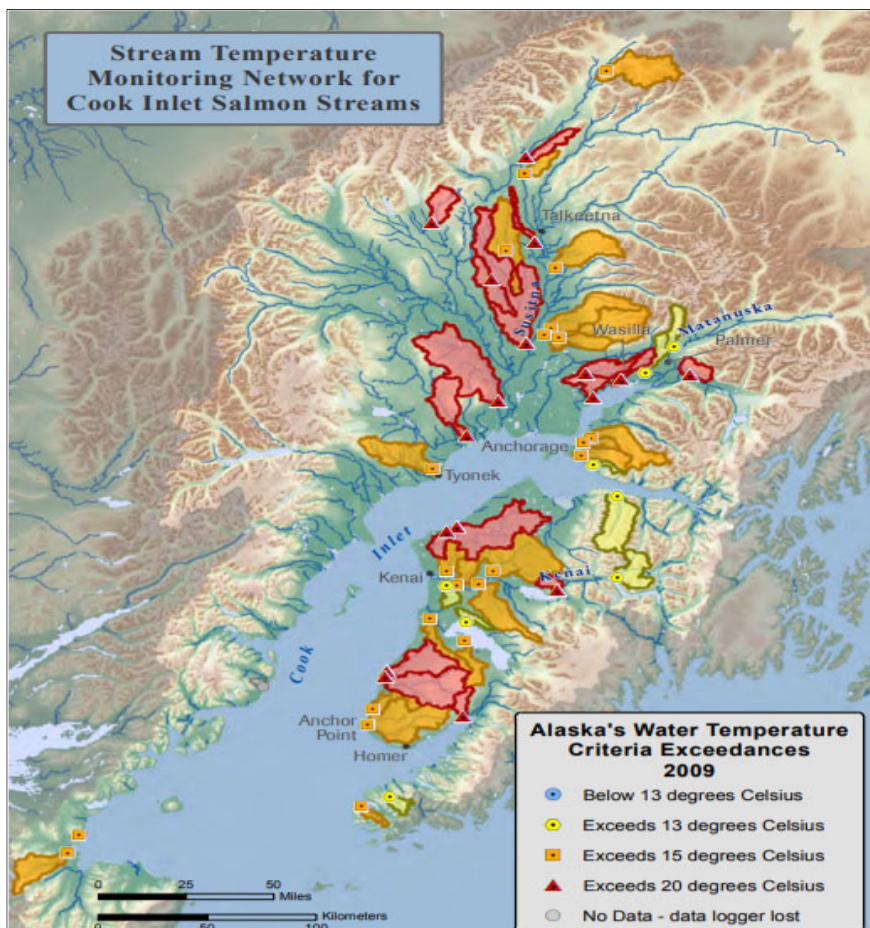 Stream Temperature
Monitoring Network for
Cook Inlet Salmon Streams
Talkeetna
Susitna
Matanuska
Wasilla
Palmer
Anchorage
Tyonek
Inlet
Kenai
Kenai
Cook
Anchor
Point
Homer
Alaska's Water Temperature
Criteria Exceedances
2009
Below 13 degrees Celsius
Exceeds 13 degrees Celsius
Exceeds 15 degrees Celsius
Exceeds 20 degrees Celsius
No Data - data logger lost
0 25 50
Miles
Kilometers
0 50 100